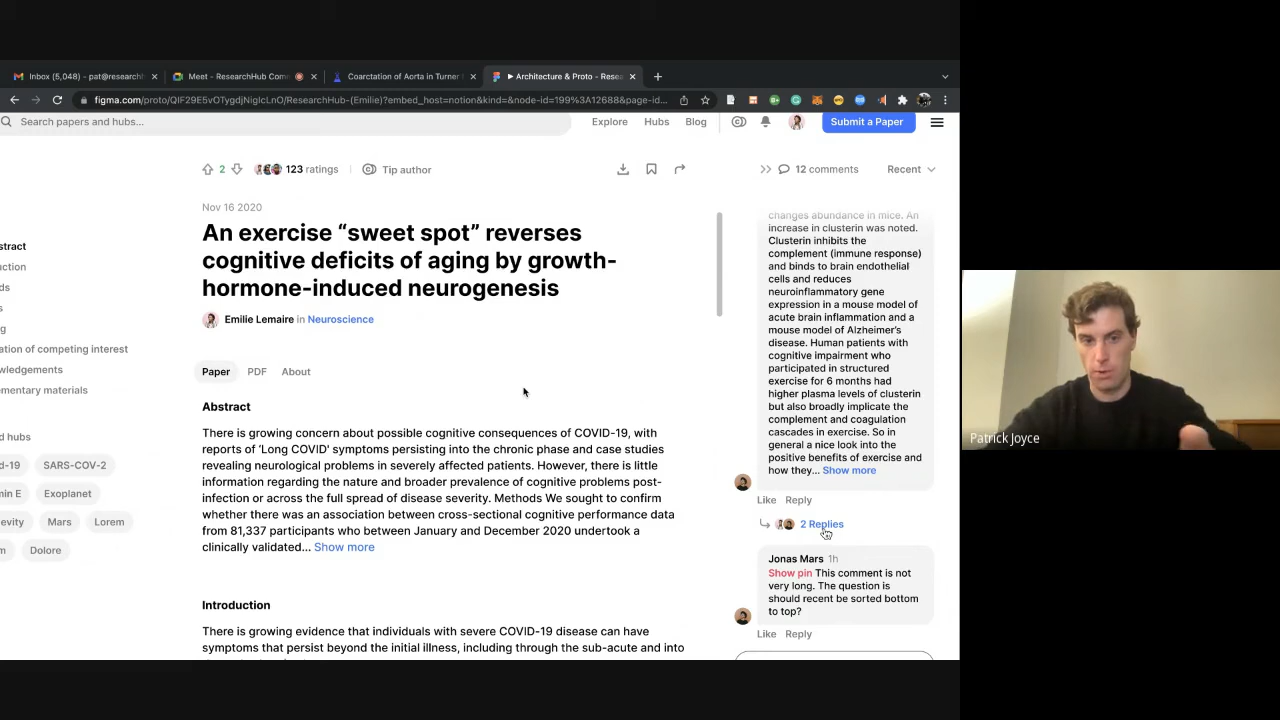 Inbox (5,048) - pat@researchh
Meet - ResearchHub Com
Coarctation of Aorta in Turner
Architecture & Proto - Resea
figma.com/proto/QIF29E5vOTygdjNigIcLnO/ResearchHub-(Emilie)?embed_host=notion&kind=&node-id=199%3A12688&page-id...
Search papers and hubs...
Explore Hubs Blog Submit a Paper
2 123 ratings Tip author
12 comments Recent
Nov 16 2020
An exercise “sweet spot” reverses
cognitive deficits of aging by growth-
hormone-induced neurogenesis
Emilie Lemaire in Neuroscience
Paper PDF About
Abstract
There is growing concern about possible cognitive consequences of COVID-19, with
reports of 'Long COVID' symptoms persisting into the chronic phase and case studies
revealing neurological problems in severely affected patients. However, there is little
information regarding the nature and broader prevalence of cognitive problems post-
infection or across the full spread of disease severity. Methods We sought to confirm
whether there was an association between cross-sectional cognitive performance data
from 81,337 participants who between January and December 2020 undertook a
clinically validated... Show more
Introduction
There is growing evidence that individuals with severe COVID-19 disease can have
symptoms that persist beyond the initial illness, including through the sub-acute and into
stract
ction
ds
s
g
ation of competing interest
wledgements
ementary materials
d hubs
d-19 SARS-COV-2
min E Exoplanet
evity Mars Lorem
m Dolore
changes abundance in mice. An
increase in clusterin was noted.
Clusterin inhibits the
complement (immune response)
and binds to brain endothelial
cells and reduces
neuroinflammatory gene
expression in a mouse model of
acute brain inflammation and a
mouse model of Alzheimer’s
disease. Human patients with
cognitive impairment who
participated in structured
exercise for 6 months had
higher plasma levels of clusterin
but also broadly implicate the
complement and coagulation
cascades in exercise. So in
general a nice look into the
positive benefits of exercise and
how they... Show more
Like Reply
2 Replies
Jonas Mars 1h
Show pin This comment is not
very long. The question is
should recent be sorted bottom
to top?
Like Reply
Patrick Joyce